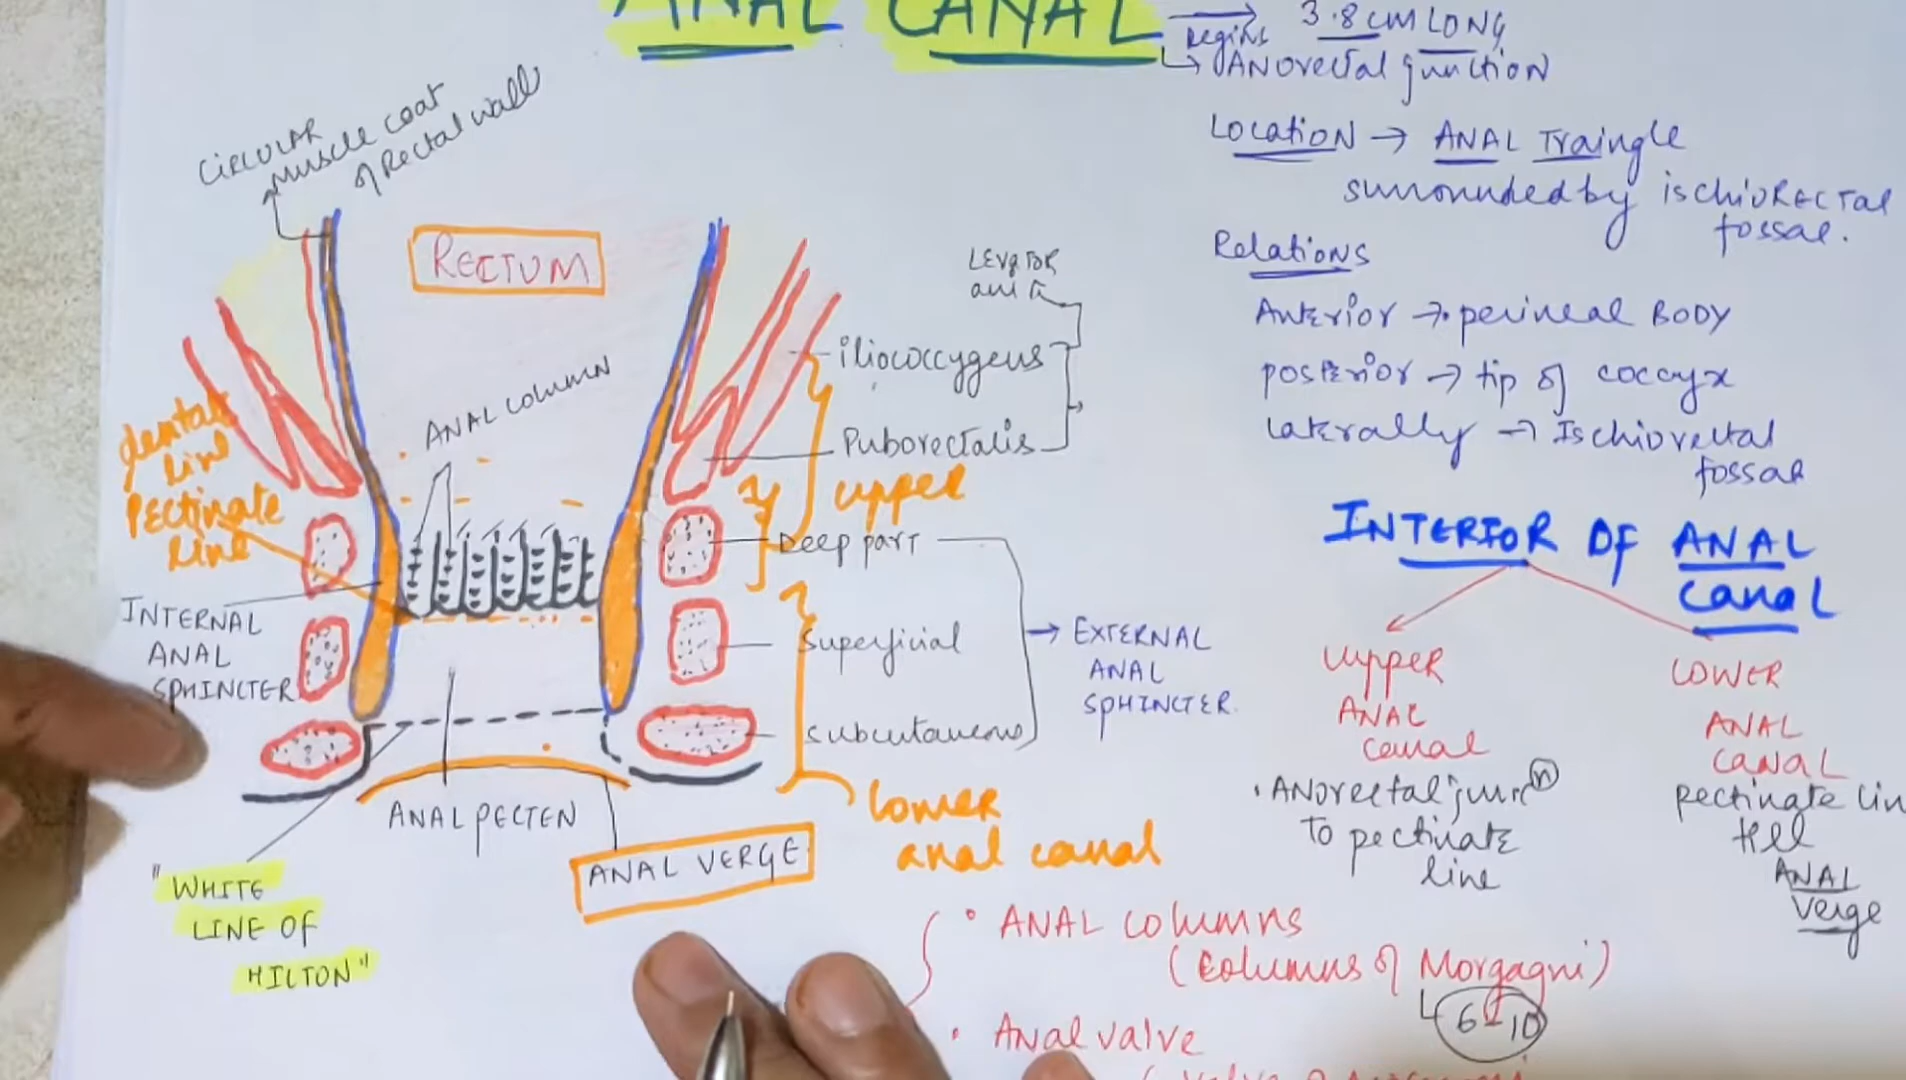 ANAL CANAL
3.8 cm LONG
Begins
ANOrectal junction
Location → ANAL Traingle
surrounded by ischiORECTal
fossae.
Relations
Anterior → perineal BODY
posterior → tip of coccyx
laterally → Ischiorectal
fossae
CIRCULAR
Muscle coat
of Rectal wall
RECTUM
LEVATOR
ani
iliococcygeus
Puborectalis
ANAL COLUMN
dental
line
Pectinate
line
upper
Deep part
INTERNAL
ANAL
SPHINCTER
Superficial
EXTERNAL
ANAL
SPHINCTER.
subcutaneous
ANAL PECTEN
lower
anal canal
ANAL VERGE
"WHITE
LINE OF
HILTON"
INTERIOR OF ANAL
canal
Upper
ANAL
canal
• ANOrectal junc(n)
to pectinate
line
LOWER
ANAL
CANAL
pectinate lin
till
ANAL
Verge
• ANAL columns
(Columns of Morgagni)
6-10
• Anal valve